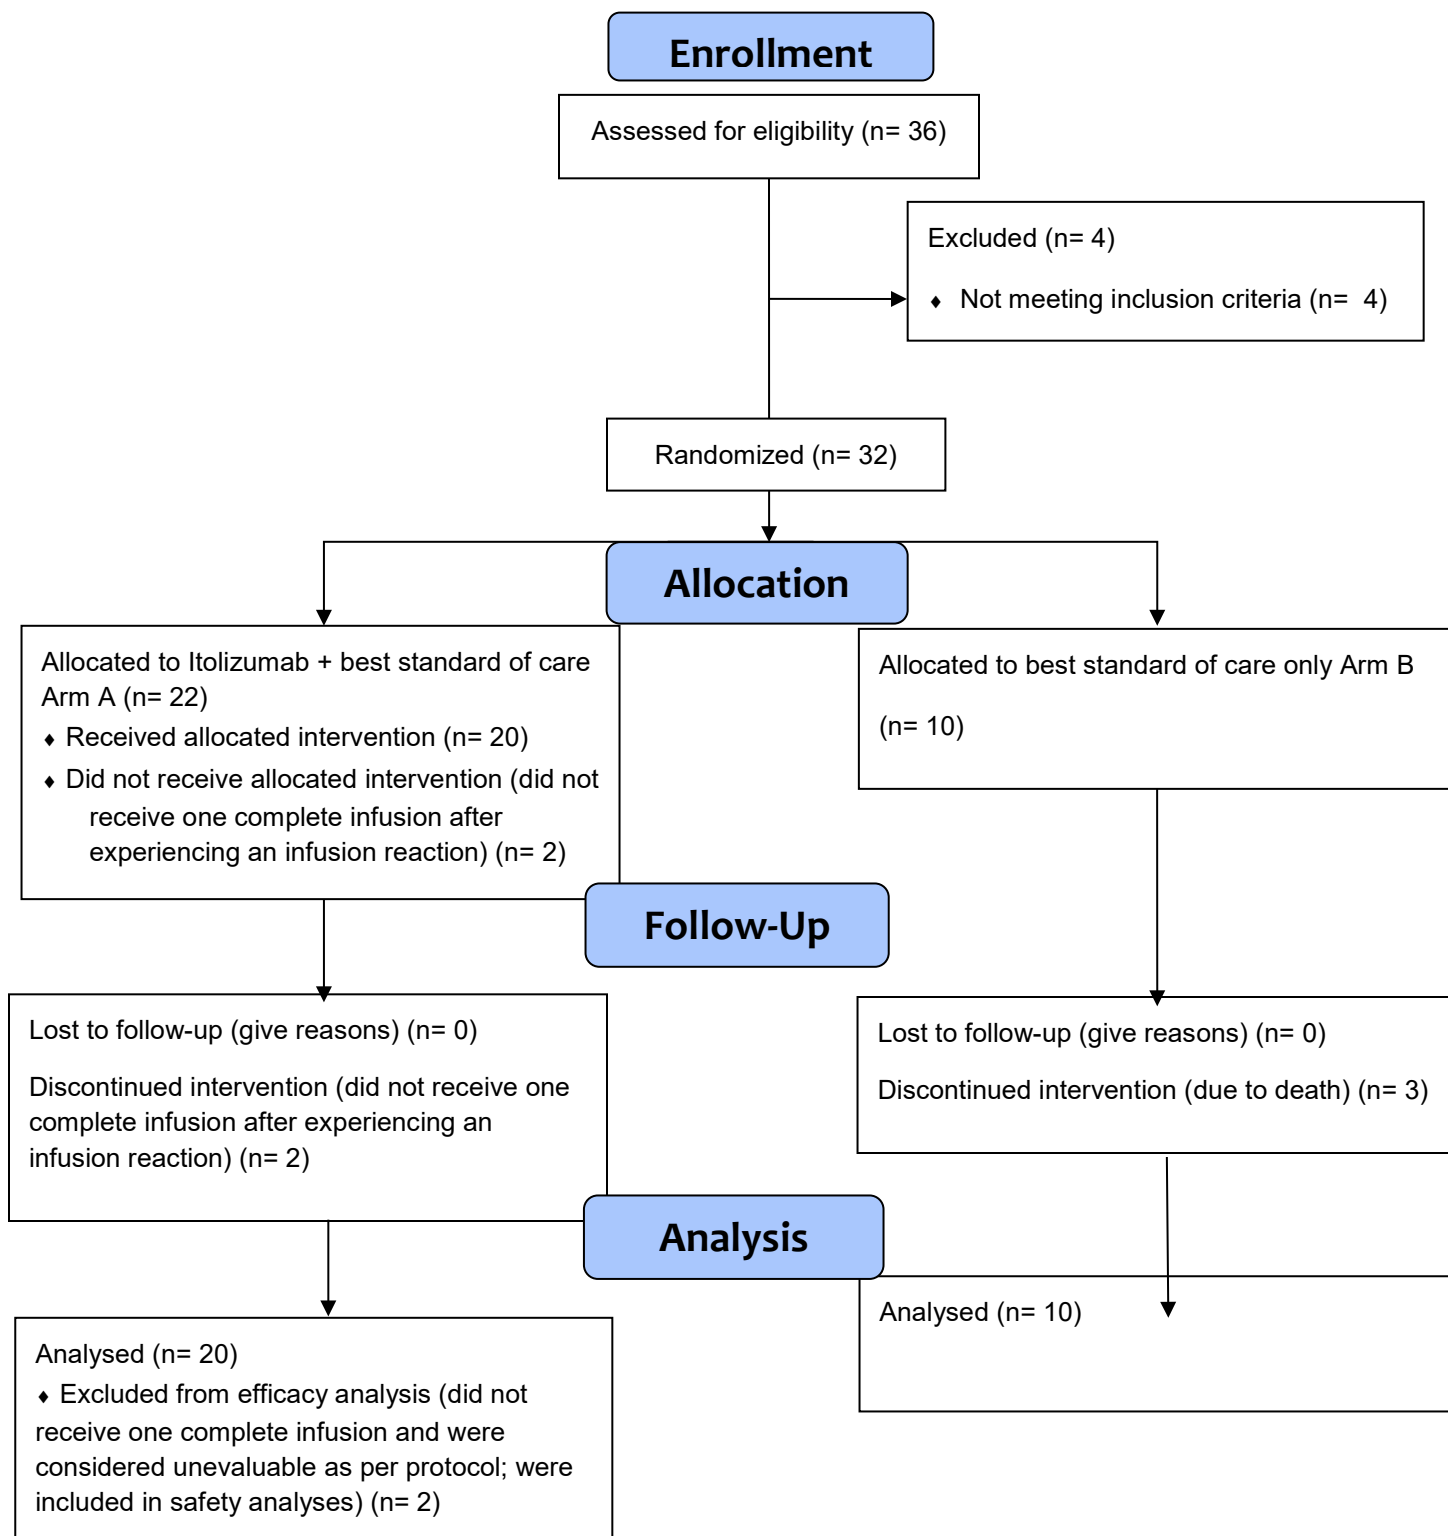 Enrollment
Assessed for eligibility (n= 36)
Excluded (n= 4)
♦ Not meeting inclusion criteria (n= 4)
Randomized (n= 32)
Allocation
Allocated to Itolizumab + best standard of care
Arm A (n= 22)
♦ Received allocated intervention (n= 20)
♦ Did not receive allocated intervention (did not
receive one complete infusion after
experiencing an infusion reaction) (n= 2)
Allocated to best standard of care only Arm B
(n= 10)
Follow-Up
Lost to follow-up (give reasons) (n= 0)
Discontinued intervention (did not receive one
complete infusion after experiencing an
infusion reaction) (n= 2)
Lost to follow-up (give reasons) (n= 0)
Discontinued intervention (due to death) (n= 3)
Analysis
Analysed (n= 20)
♦ Excluded from efficacy analysis (did not
receive one complete infusion and were
considered unevaluable as per protocol; were
included in safety analyses) (n= 2)
Analysed (n= 10)